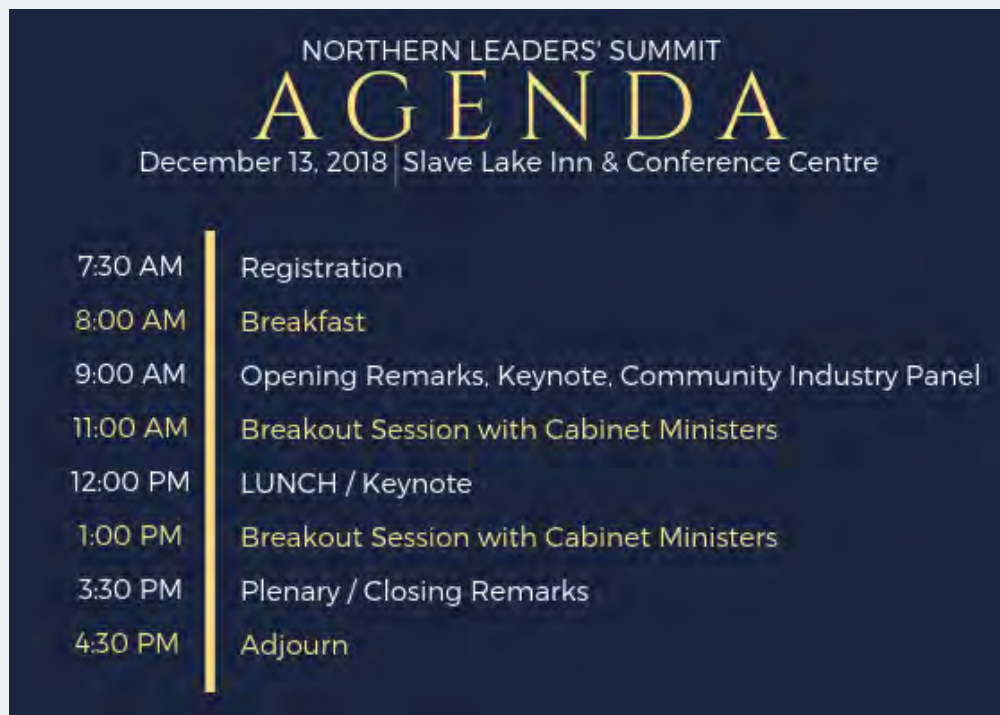 NORTHERN LEADERS' SUMMIT
AGENDA
December 13, 2018 | Slave Lake Inn & Conference Centre
7:30 AM Registration
8:00 AM Breakfast
9:00 AM Opening Remarks, Keynote, Community Industry Panel
11:00 AM Breakout Session with Cabinet Ministers
12:00 PM LUNCH / Keynote
1:00 PM Breakout Session with Cabinet Ministers
3:30 PM Plenary / Closing Remarks
4:30 PM Adjourn